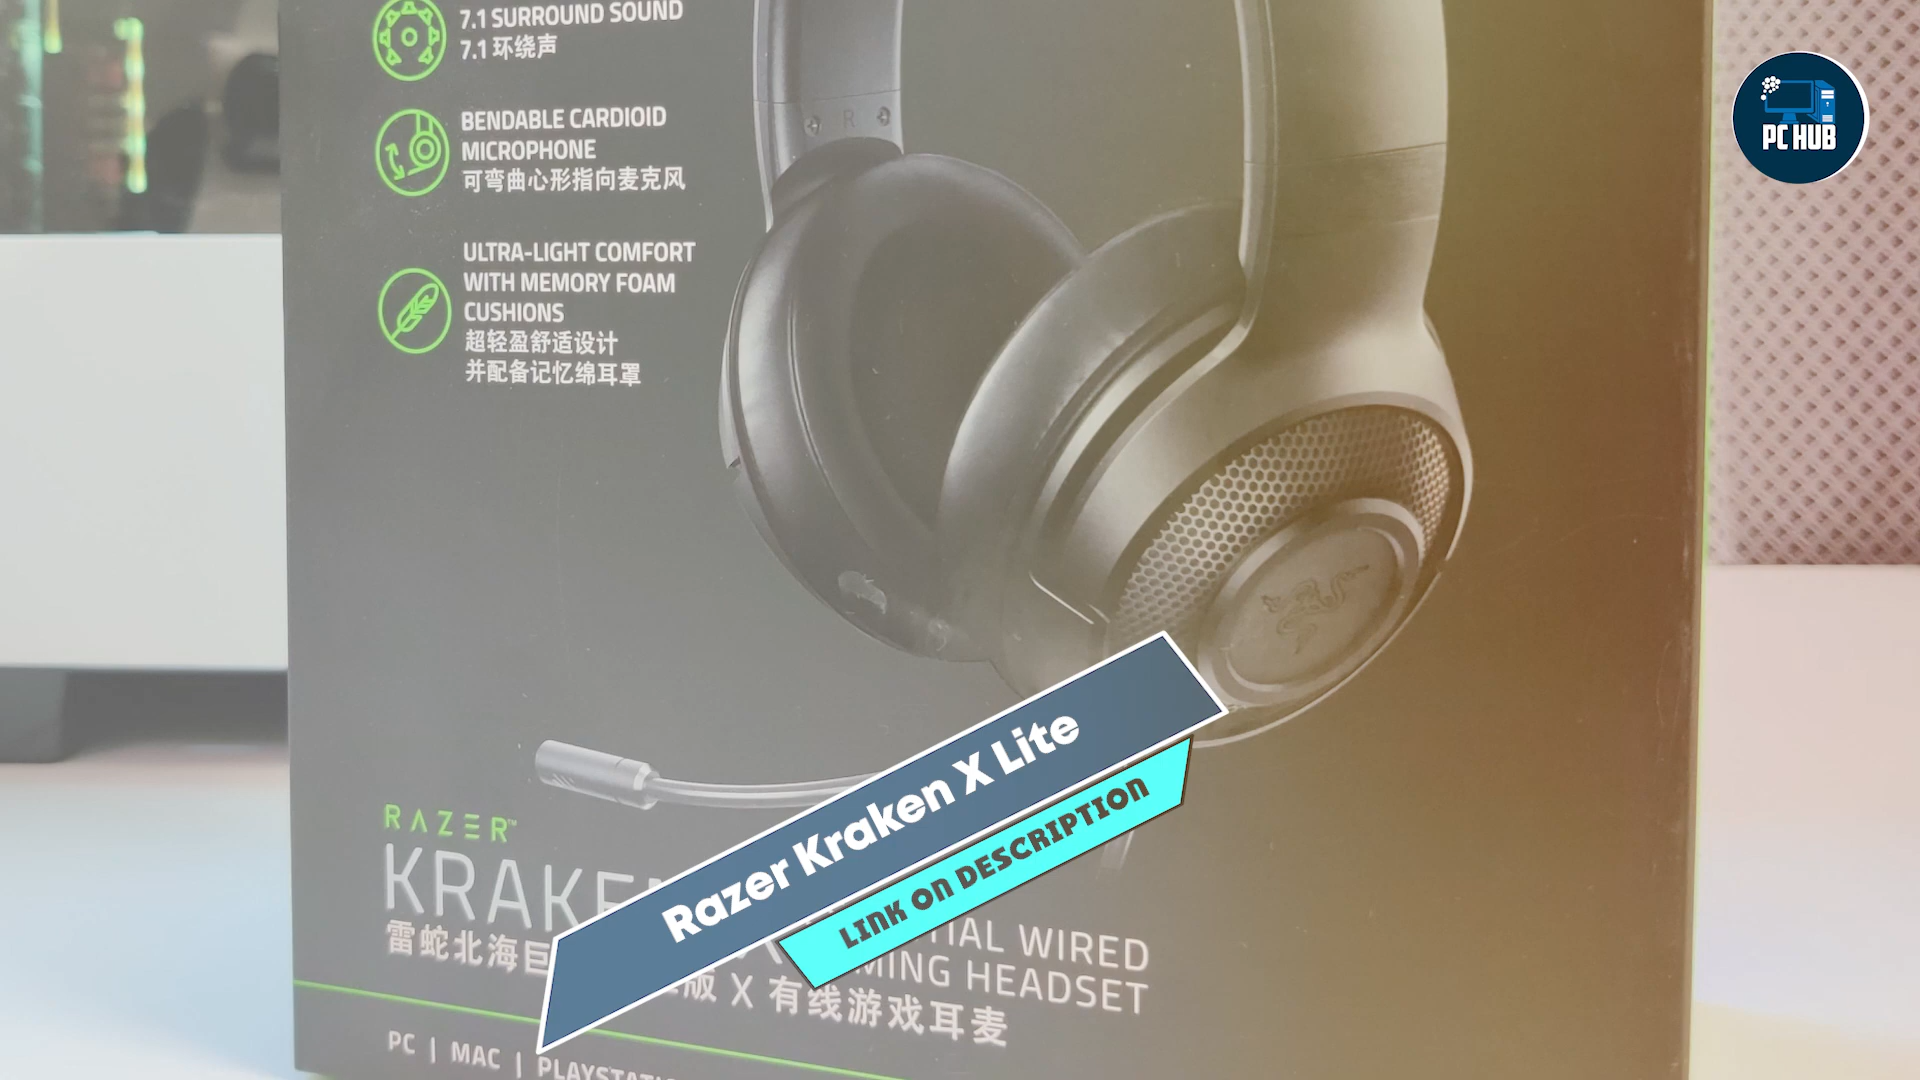 7.1 SURROUND SOUND
7.1 环绕声
BENDABLE CARDIOID
MICROPHONE
可弯曲心形指向麦克风
ULTRA-LIGHT COMFORT
WITH MEMORY FOAM
CUSHIONS
超轻盈舒适设计
并配备记忆绵耳罩
PC HUB
R
RAZER™
Razer Kraken X Lite
LINK ON DESCRIPTION
WIRED
GAMING HEADSET
雷蛇北海巨
版 X 有线游戏耳麦
PC | MAC |